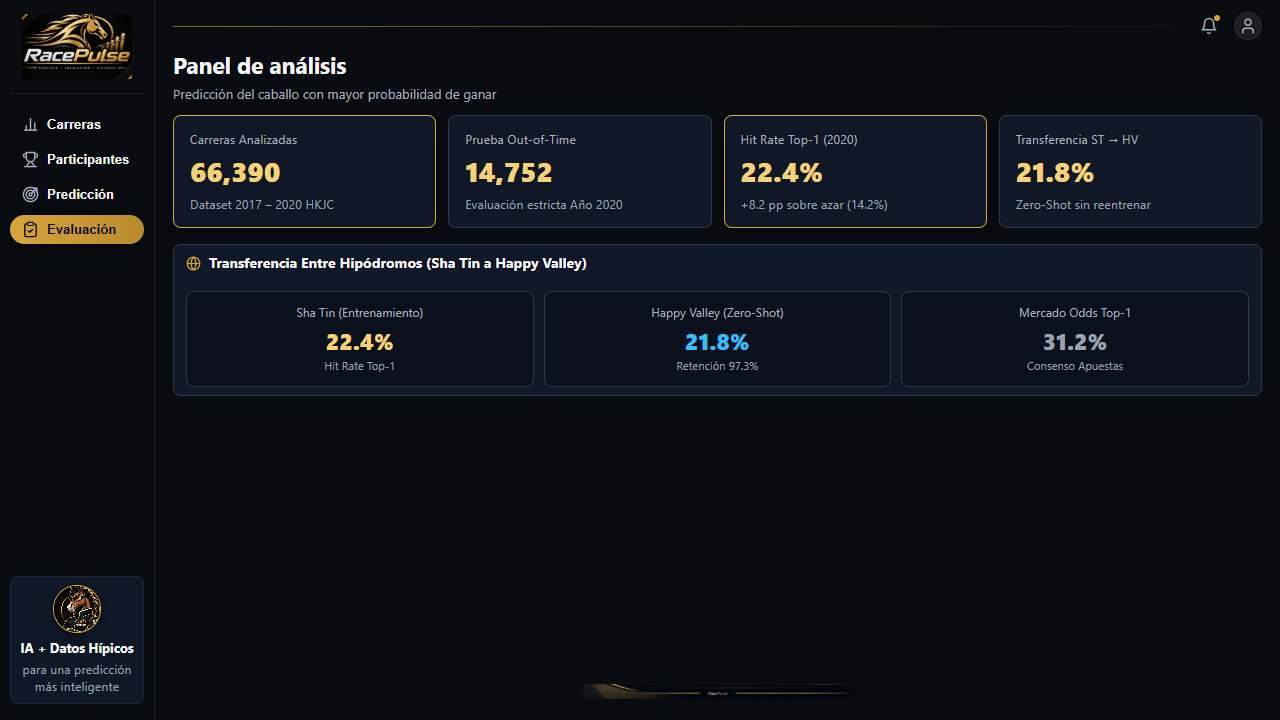 RacePulse
Carreras
Participantes
Predicción
Evaluación
IA + Datos Hípicos
para una predicción
más inteligente
Panel de análisis
Predicción del caballo con mayor probabilidad de ganar
Carreras Analizadas
66,390
Dataset 2017 – 2020 HKJC
Prueba Out-of-Time
14,752
Evaluación estricta Año 2020
Hit Rate Top-1 (2020)
22.4%
+8.2 pp sobre azar (14.2%)
Transferencia ST → HV
21.8%
Zero-Shot sin reentrenar
Transferencia Entre Hipódromos (Sha Tin a Happy Valley)
Sha Tin (Entrenamiento)
22.4%
Hit Rate Top-1
Happy Valley (Zero-Shot)
21.8%
Retención 97.3%
Mercado Odds Top-1
31.2%
Consenso Apuestas
RacePulse